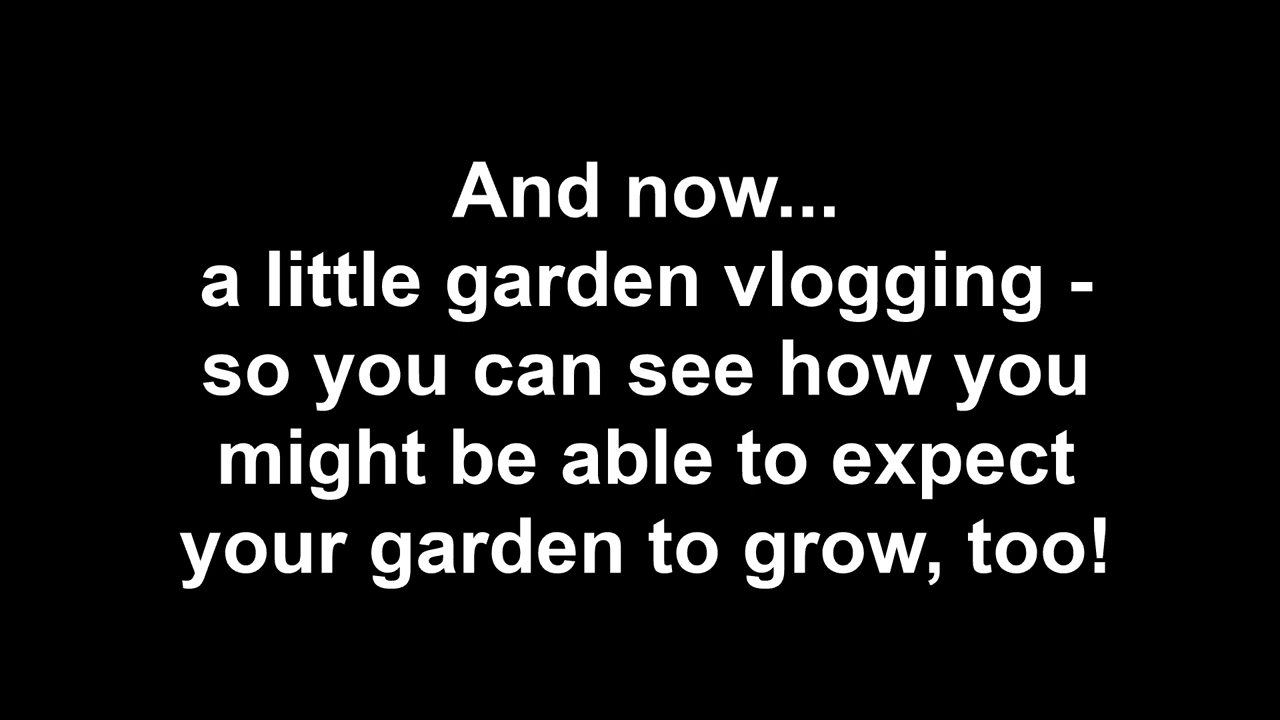 And now...
a little garden vlogging -
so you can see how you
might be able to expect
your garden to grow, too!